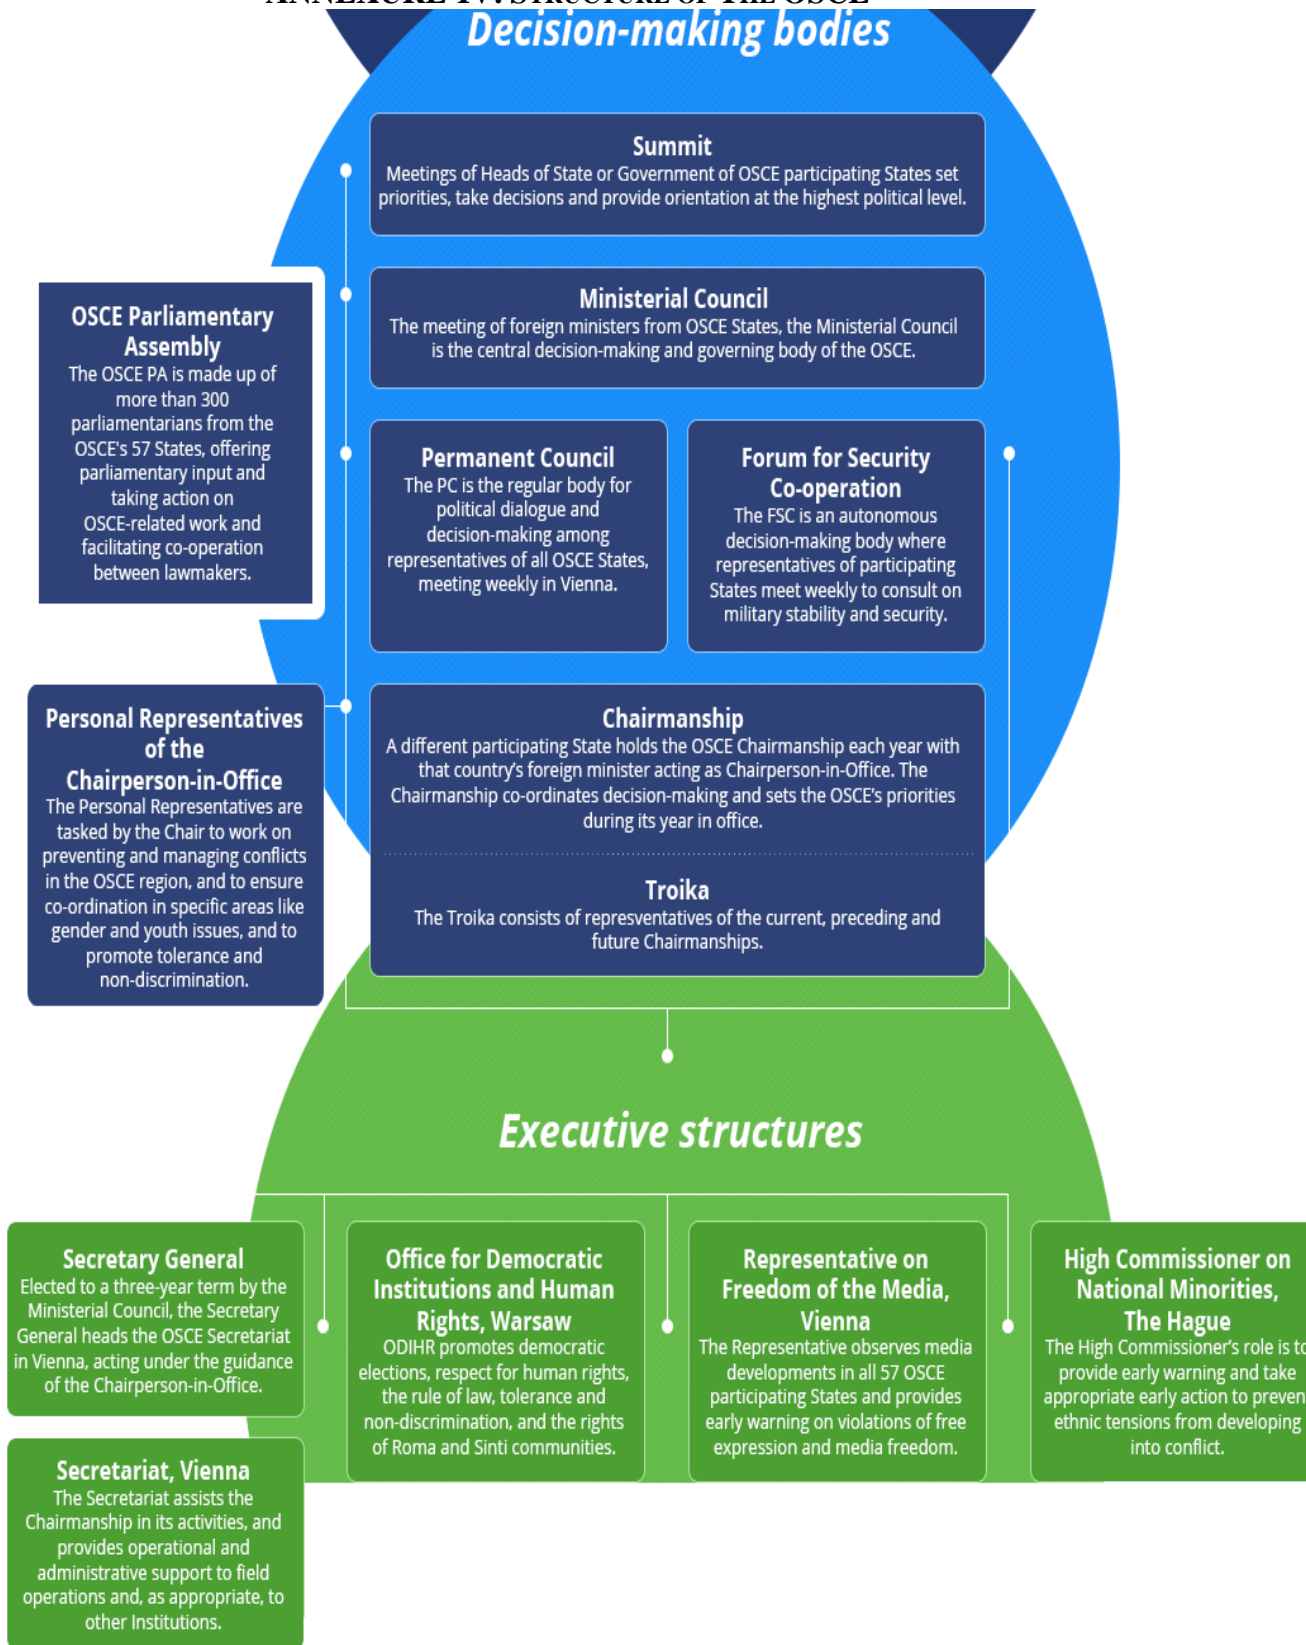 ANNEXURE IV: STRUCTURE OF THE OSCE
Decision-making bodies
Summit
Meetings of Heads of State or Government of OSCE participating States set
priorities, take decisions and provide orientation at the highest political level.
Ministerial Council
The meeting of foreign ministers from OSCE States, the Ministerial Council
is the central decision-making and governing body of the OSCE.
OSCE Parliamentary
Assembly
The OSCE PA is made up of
more than 300
parliamentarians from the
OSCE's 57 States, offering
parliamentary input and
taking action on
OSCE-related work and
facilitating co-operation
between lawmakers.
Permanent Council
The PC is the regular body for
political dialogue and
decision-making among
representatives of all OSCE States,
meeting weekly in Vienna.
Forum for Security
Co-operation
The FSC is an autonomous
decision-making body where
representatives of participating
States meet weekly to consult on
military stability and security.
Personal Representatives
of the
Chairperson-in-Office
The Personal Representatives are
tasked by the Chair to work on
preventing and managing conflicts
in the OSCE region, and to ensure
co-ordination in specific areas like
gender and youth issues, and to
promote tolerance and
non-discrimination.
Chairmanship
A different participating State holds the OSCE Chairmanship each year with
that country's foreign minister acting as Chairperson-in-Office. The
Chairmanship co-ordinates decision-making and sets the OSCE's priorities
during its year in office.
Troika
The Troika consists of represventatives of the current, preceding and
future Chairmanships.
Executive structures
Secretary General
Elected to a three-year term by the
Ministerial Council, the Secretary
General heads the OSCE Secretariat
in Vienna, acting under the guidance
of the Chairperson-in-Office.
Office for Democratic
Institutions and Human
Rights, Warsaw
ODIHR promotes democratic
elections, respect for human rights,
the rule of law, tolerance and
non-discrimination, and the rights
of Roma and Sinti communities.
Representative on
Freedom of the Media,
Vienna
The Representative observes media
developments in all 57 OSCE
participating States and provides
early warning on violations of free
expression and media freedom.
High Commissioner on
National Minorities,
The Hague
The High Commissioner's role is to
provide early warning and take
appropriate early action to preven
ethnic tensions from developing
into conflict.
Secretariat, Vienna
The Secretariat assists the
Chairmanship in its activities, and
provides operational and
administrative support to field
operations and, as appropriate, to
other Institutions.